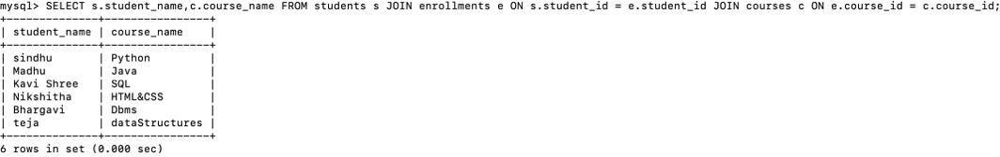 mysql> SELECT s.student_name,c.course_name FROM students s JOIN enrollments e ON s.student_id = e.student_id JOIN courses c ON e.course_id = c.course_id;
+--------------+----------------+
| student_name | course_name    |
+--------------+----------------+
| sindhu       | Python         |
| Madhu        | Java           |
| Kavi Shree   | SQL            |
| Nikshitha    | HTML&CSS       |
| Bhargavi     | Dbms           |
| teja         | dataStructures |
+--------------+----------------+
6 rows in set (0.000 sec)